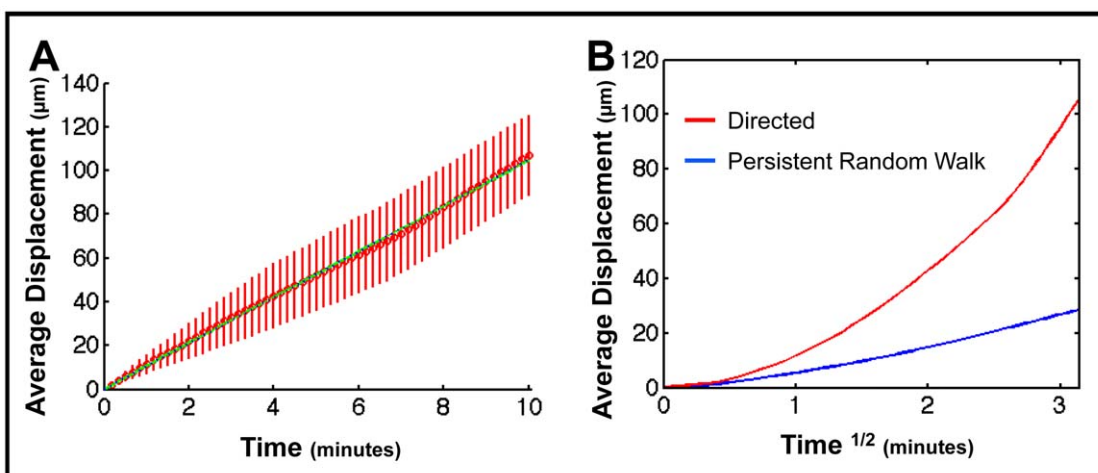 A
Average Displacement (µm)
140
120
100
80
60
40
20
0
0 2 4 6 8 10
Time (minutes)
B
Average Displacement (µm)
120
100
80
60
40
20
0
Directed
Persistent Random Walk
0 1 2 3
Time 1/2 (minutes)